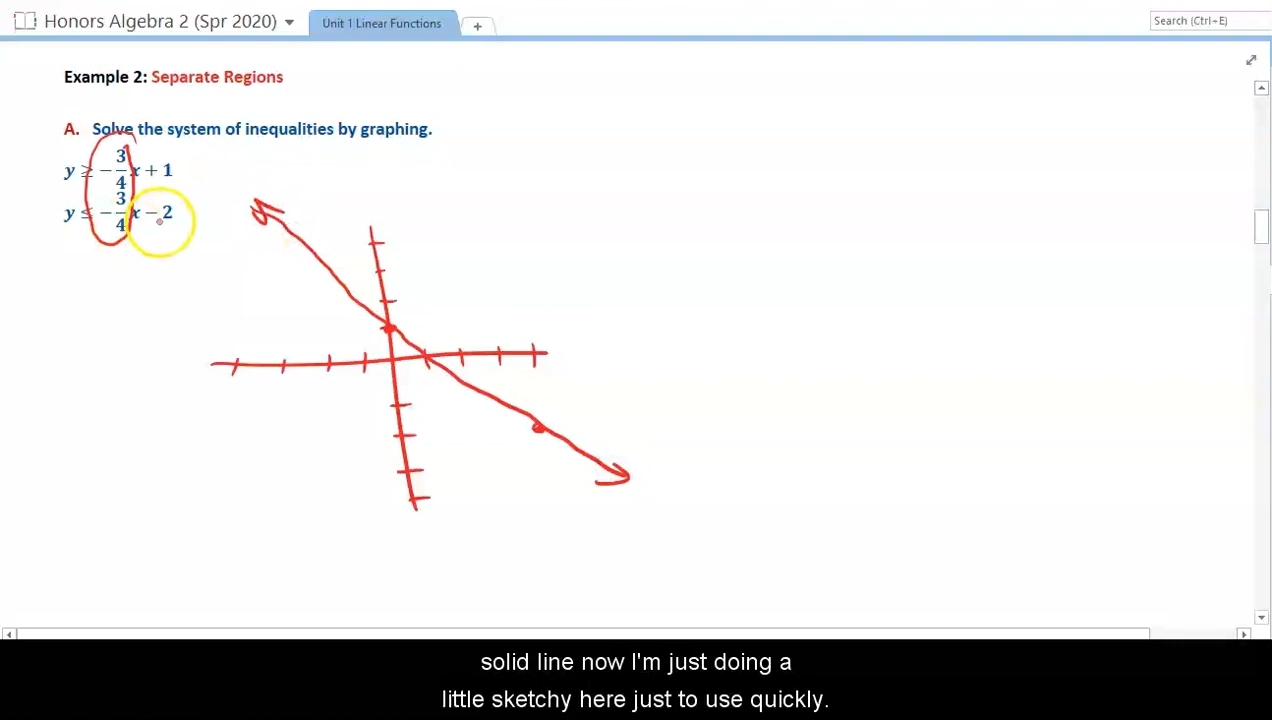 Honors Algebra 2 (Spr 2020)
Unit 1 Linear Functions
+
Search (Ctrl+E)
Example 2: Separate Regions
A. Solve the system of inequalities by graphing.
y ≥ −3/4x + 1
y ≤ −3/4x − 2
solid line now I'm just doing a
little sketchy here just to use quickly.